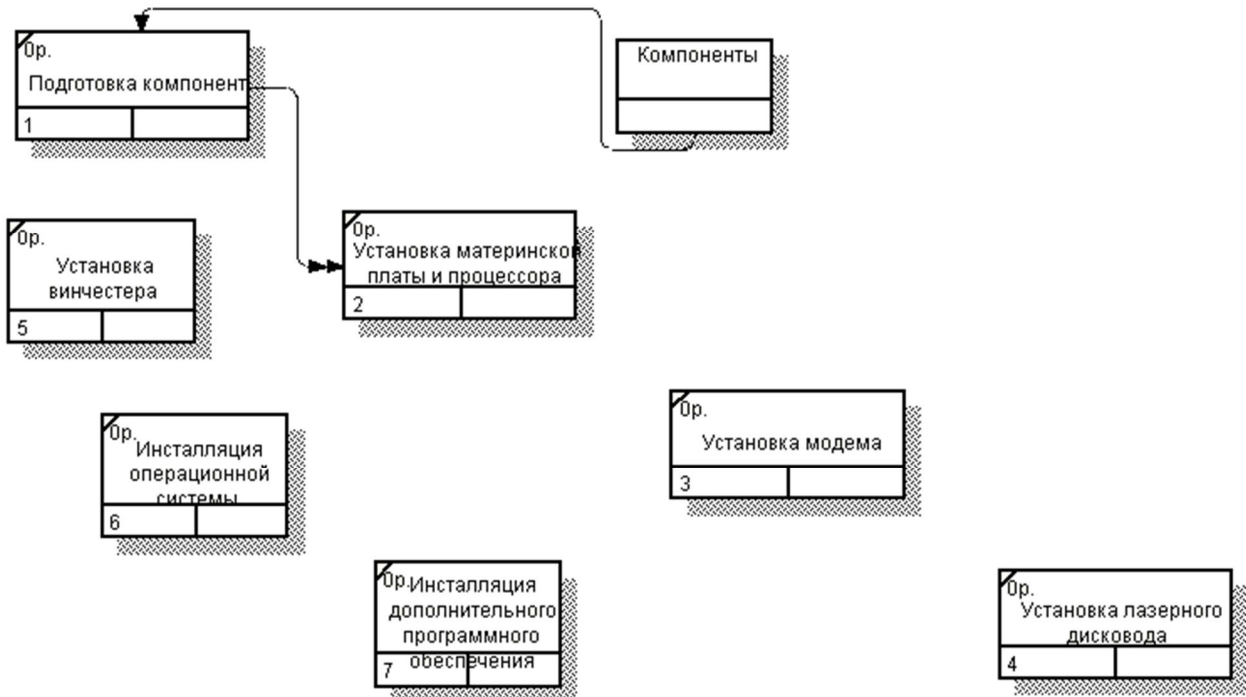 0р.
Подготовка компонент
1
Компоненты
0р.
Установка
винчестера
5
0р.
Установка материнской
платы и процессора
2
0р.
Инсталляция
операционной
системы
6
0р.
Установка модема
3
0р.
Инсталляция
дополнительного
программного
обеспечения
7
0р.
Установка лазерного
дисковода
4